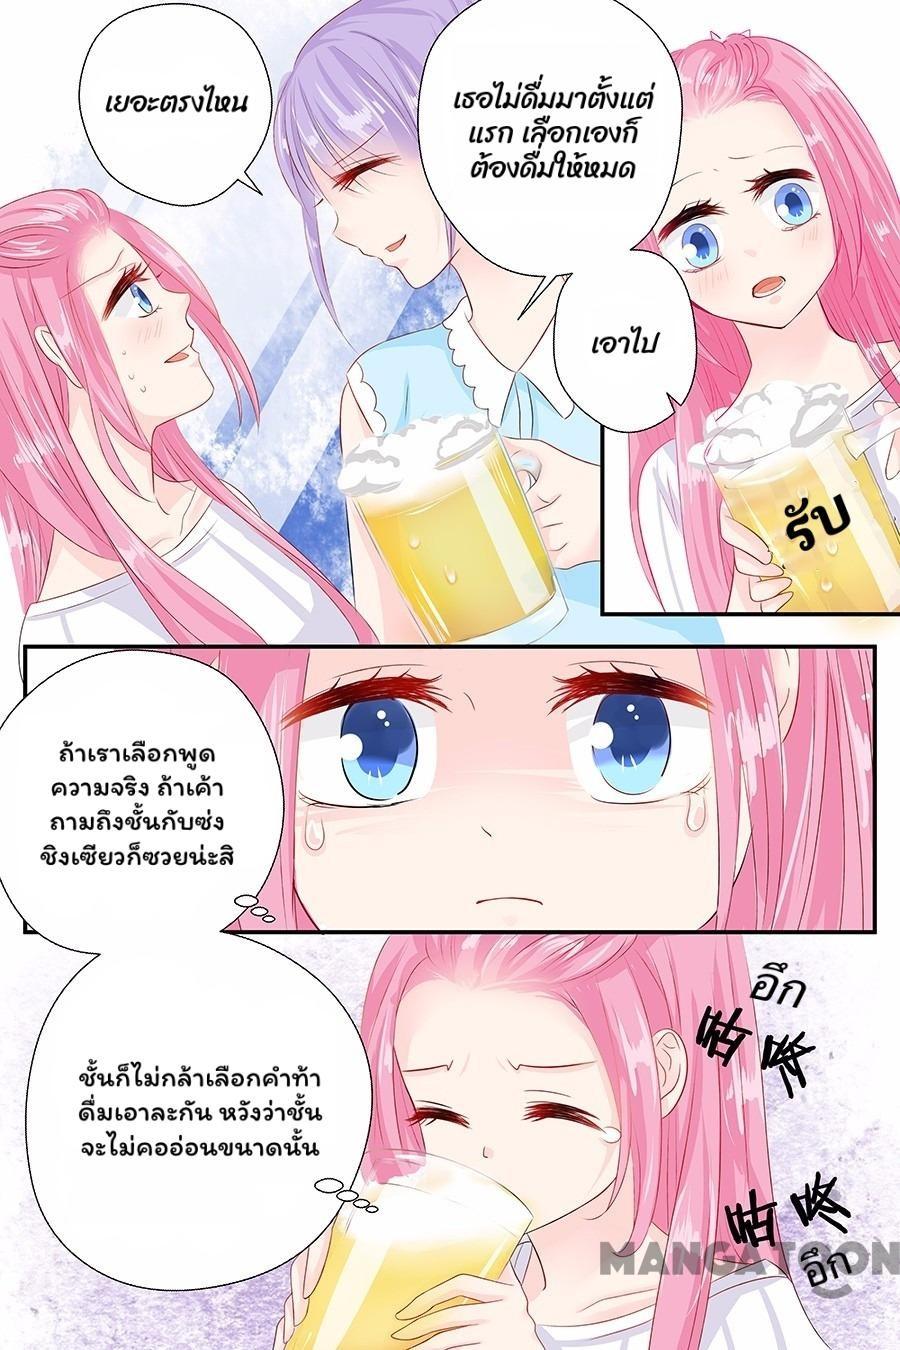 เยอะตรงไหน
เธอไม่ดื่มมาตั้งแต่
แรก เลือกเองก็
ต้องดื่มให้หมด
เอาไป
รับ
ถ้าเราเลือกพูด
ความจริง ถ้าเค้า
ถามถึงชั้นกับซ่ง
ชิงเซียวก็ซวยน่ะสิ
ชั้นก็ไม่กล้าเลือกคำท้า
ดื่มเอาละกัน หวังว่าชั้น
จะไม่คออ่อนขนาดนั้น
อึก
咕咚
咕咚
อึก
MANGATOON